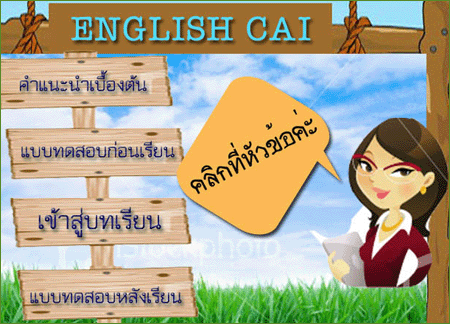 ENGLISH CAI
คำแนะนำเบื้องต้น
แบบทดสอบก่อนเรียน
เข้าสู่บทเรียน
แบบทดสอบหลังเรียน
คลิกที่หัวข้อค่ะ